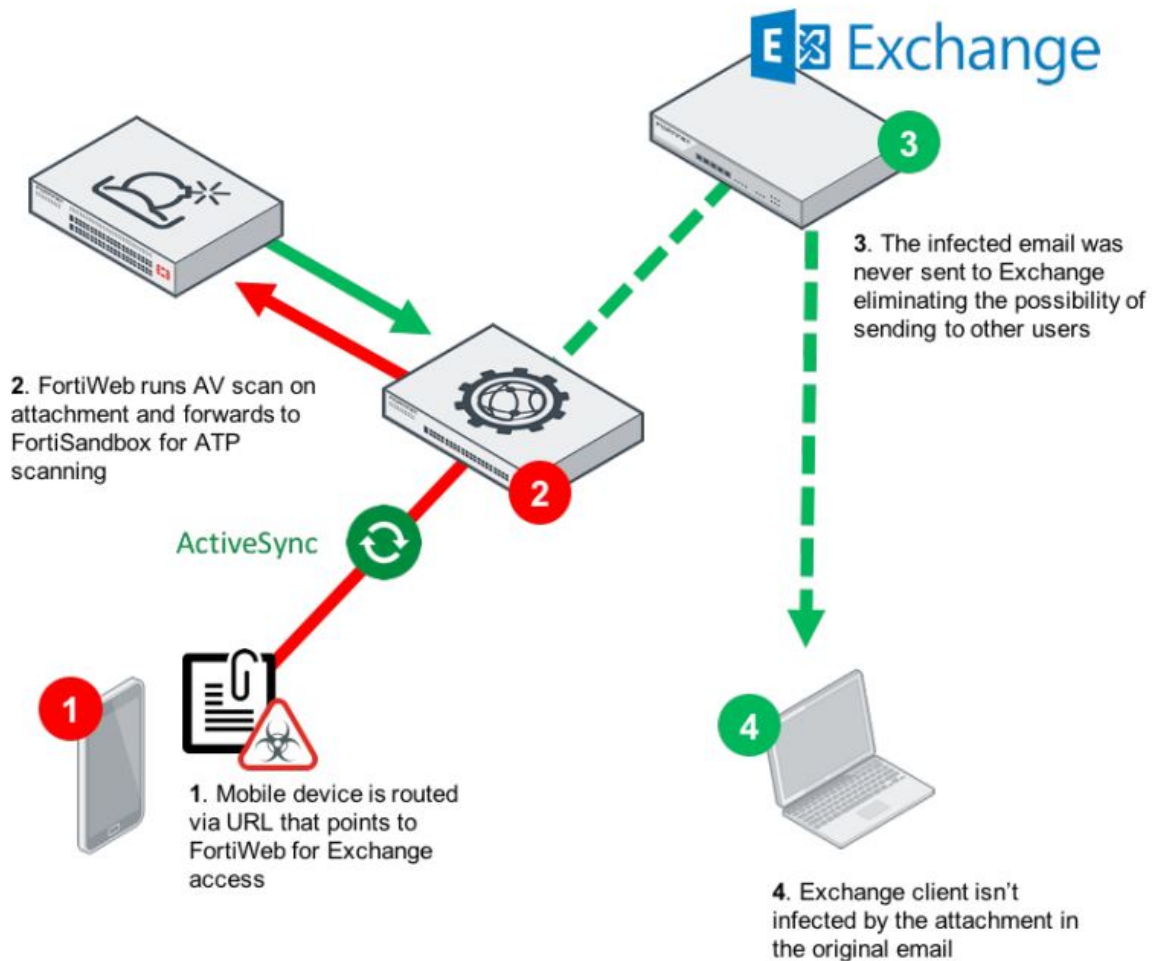 E Exchange
3
3. The infected email was
never sent to Exchange
eliminating the possibility of
sending to other users
2. FortiWeb runs AV scan on
attachment and forwards to
FortiSandbox for ATP
scanning
2
ActiveSync
1
4
1. Mobile device is routed
via URL that points to
FortiWeb for Exchange
access
4. Exchange client isn't
infected by the attachment in
the original email